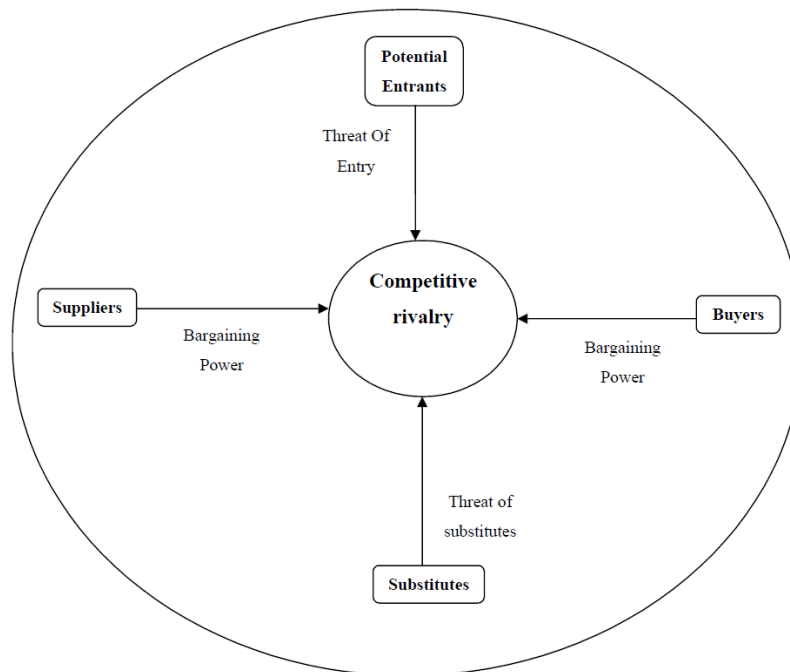 Potential
Entrants
Threat Of
Entry
Competitive
rivalry
Suppliers
Bargaining
Power
Buyers
Bargaining
Power
Threat of
substitutes
Substitutes